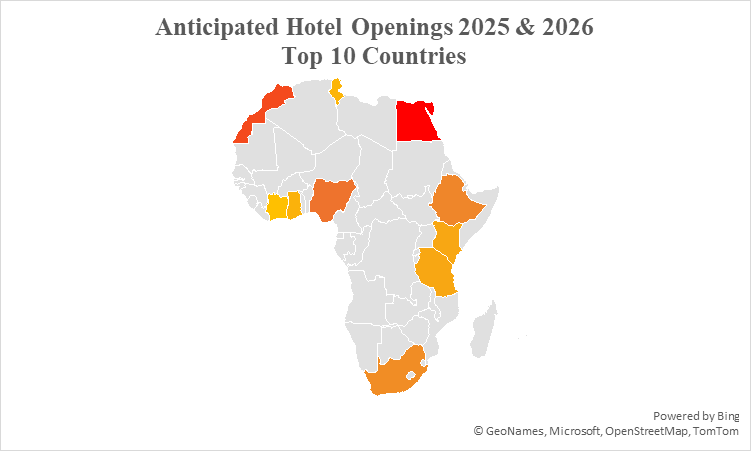 Anticipated Hotel Openings 2025 & 2026
Top 10 Countries
Powered by Bing
© GeoNames, Microsoft, OpenStreetMap, TomTom